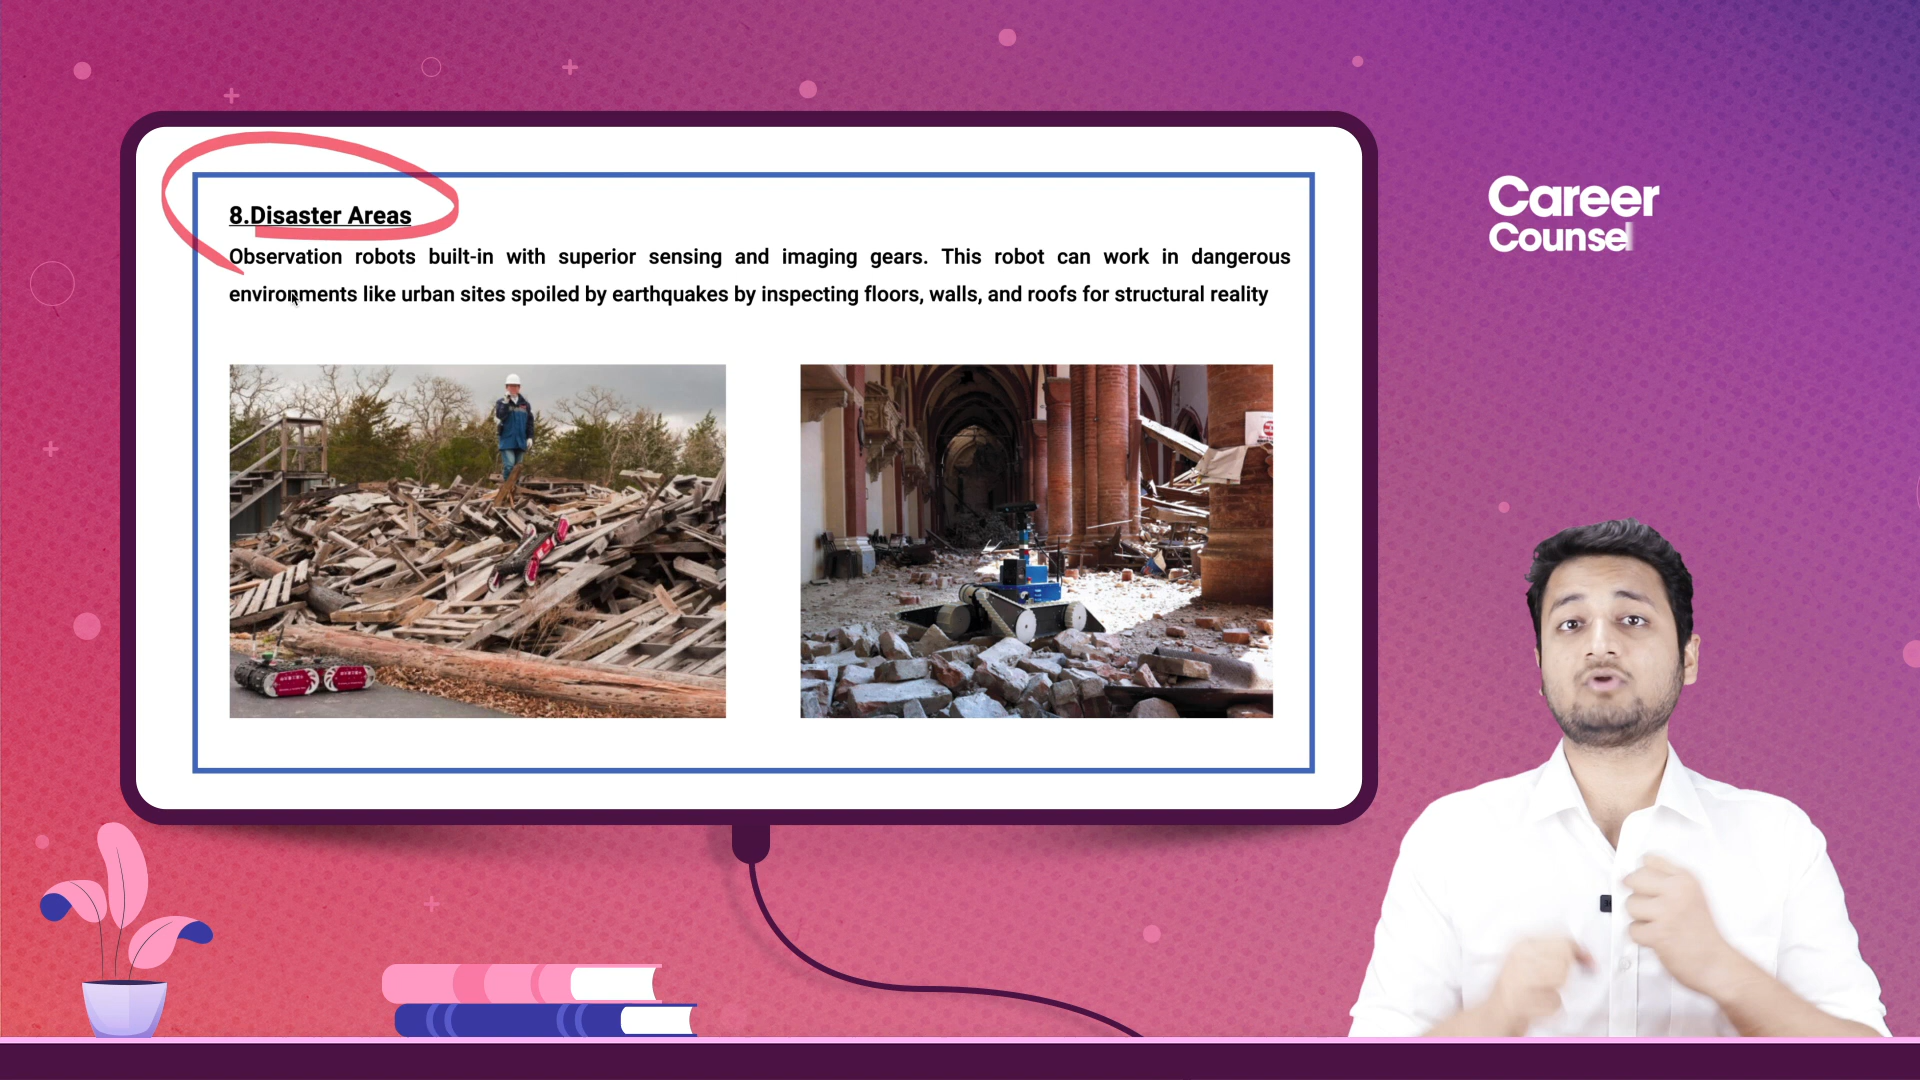 8.Disaster Areas
Observation robots built-in with superior sensing and imaging gears. This robot can work in dangerous
environments like urban sites spoiled by earthquakes by inspecting floors, walls, and roofs for structural reality
Career
Counsel